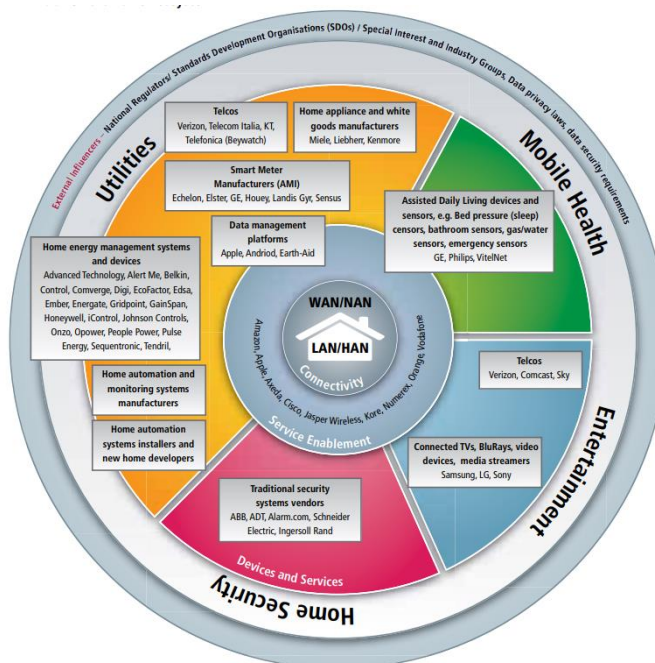 External Influencers – National Regulators/ Standards Development Organisations (SDOs) / Special Interest and Industry Groups, Data privacy laws, data security requirements
Utilities
Mobile Health
Telcos
Verizon, Telecom Italia, KT,
Telefonica (Beywatch)
Home appliance and white
goods manufacturers
Miele, Liebherr, Kenmore
Smart Meter
Manufacturers (AMI)
Echelon, Elster, GE, Houey, Landis Gyr, Sensus
Data management
platforms
Apple, Andriod, Earth-Aid
Assisted Daily Living devices and
sensors, e.g. Bed pressure (sleep)
censors, bathroom sensors, gas/water
sensors, emergency sensors
GE, Philips, VitelNet
Home energy management systems
and devices
Advanced Technology, Alert Me, Belkin,
Control, Comverge, Digi, EcoFactor, Edsa,
Ember, Energate, Gridpoint, GainSpan,
Honeywell, iControl, Johnson Controls,
Onzo, Opower, People Power, Pulse
Energy, Sequentronic, Tendril,
WAN/NAN
LAN/HAN
Connectivity
Amazon, Apple, Axeda, Cisco, Jasper Wireless, Kore, Numerex, Orange, Vodafone
Service Enablement
Home automation and
monitoring systems
manufacturers
Home automation
systems installers and
new home developers
Telcos
Verizon, Comcast, Sky
Connected TVs, BluRays, video
devices, media streamers
Samsung, LG, Sony
Entertainment
Traditional security
systems vendors
ABB, ADT, Alarm.com, Schneider
Electric, Ingersoll Rand
Devices and Services
Home Security